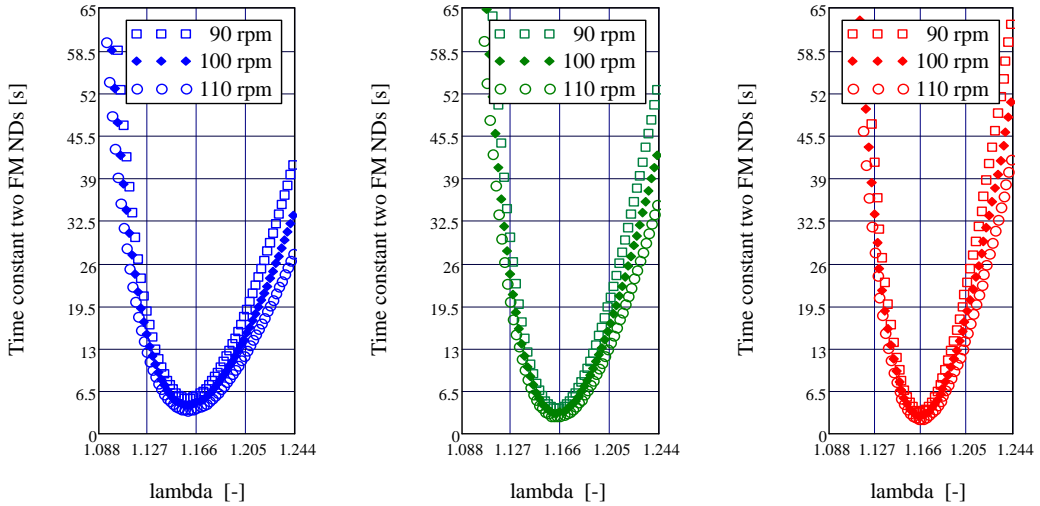 Time constant two FM NDs [s]
65
58.5
52
45.5
39
32.5
26
19.5
13
6.5
0
1.088 1.127 1.166 1.205 1.244
lambda [-]
90 rpm
100 rpm
110 rpm
Time constant two FM NDs [s]
65
58.5
52
45.5
39
32.5
26
19.5
13
6.5
0
1.088 1.127 1.166 1.205 1.244
lambda [-]
90 rpm
100 rpm
110 rpm
Time constant two FM NDs [s]
65
58.5
52
45.5
39
32.5
26
19.5
13
6.5
0
1.088 1.127 1.166 1.205 1.244
lambda [-]
90 rpm
100 rpm
110 rpm